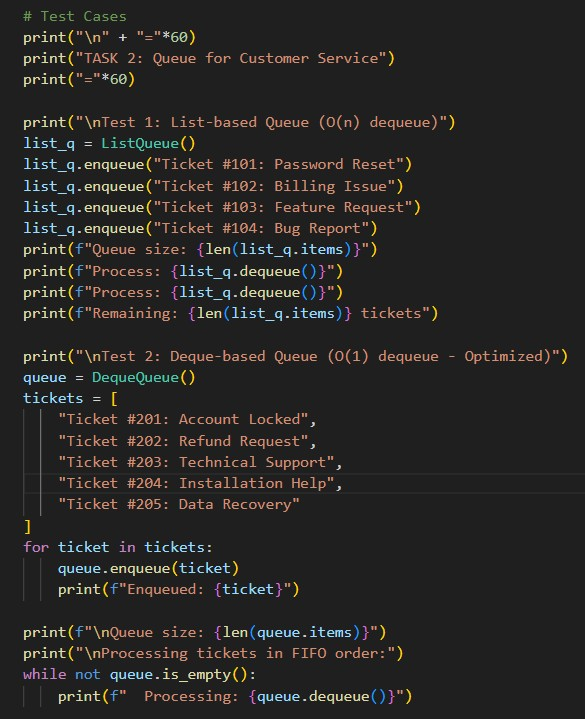 # Test Cases
print("\n" + "="*60)
print("TASK 2: Queue for Customer Service")
print("="*60)

print("\nTest 1: List-based Queue (O(n) dequeue)")
list_q = ListQueue()
list_q.enqueue("Ticket #101: Password Reset")
list_q.enqueue("Ticket #102: Billing Issue")
list_q.enqueue("Ticket #103: Feature Request")
list_q.enqueue("Ticket #104: Bug Report")
print(f"Queue size: {len(list_q.items)}")
print(f"Process: {list_q.dequeue()}")
print(f"Process: {list_q.dequeue()}")
print(f"Remaining: {len(list_q.items)} tickets")

print("\nTest 2: Deque-based Queue (O(1) dequeue - Optimized)")
queue = DequeQueue()
tickets = [
    "Ticket #201: Account Locked",
    "Ticket #202: Refund Request",
    "Ticket #203: Technical Support",
    "Ticket #204: Installation Help",
    "Ticket #205: Data Recovery"
]
for ticket in tickets:
    queue.enqueue(ticket)
    print(f"Enqueued: {ticket}")

print(f"\nQueue size: {len(queue.items)}")
print("\nProcessing tickets in FIFO order:")
while not queue.is_empty():
    print(f"  Processing: {queue.dequeue()}")